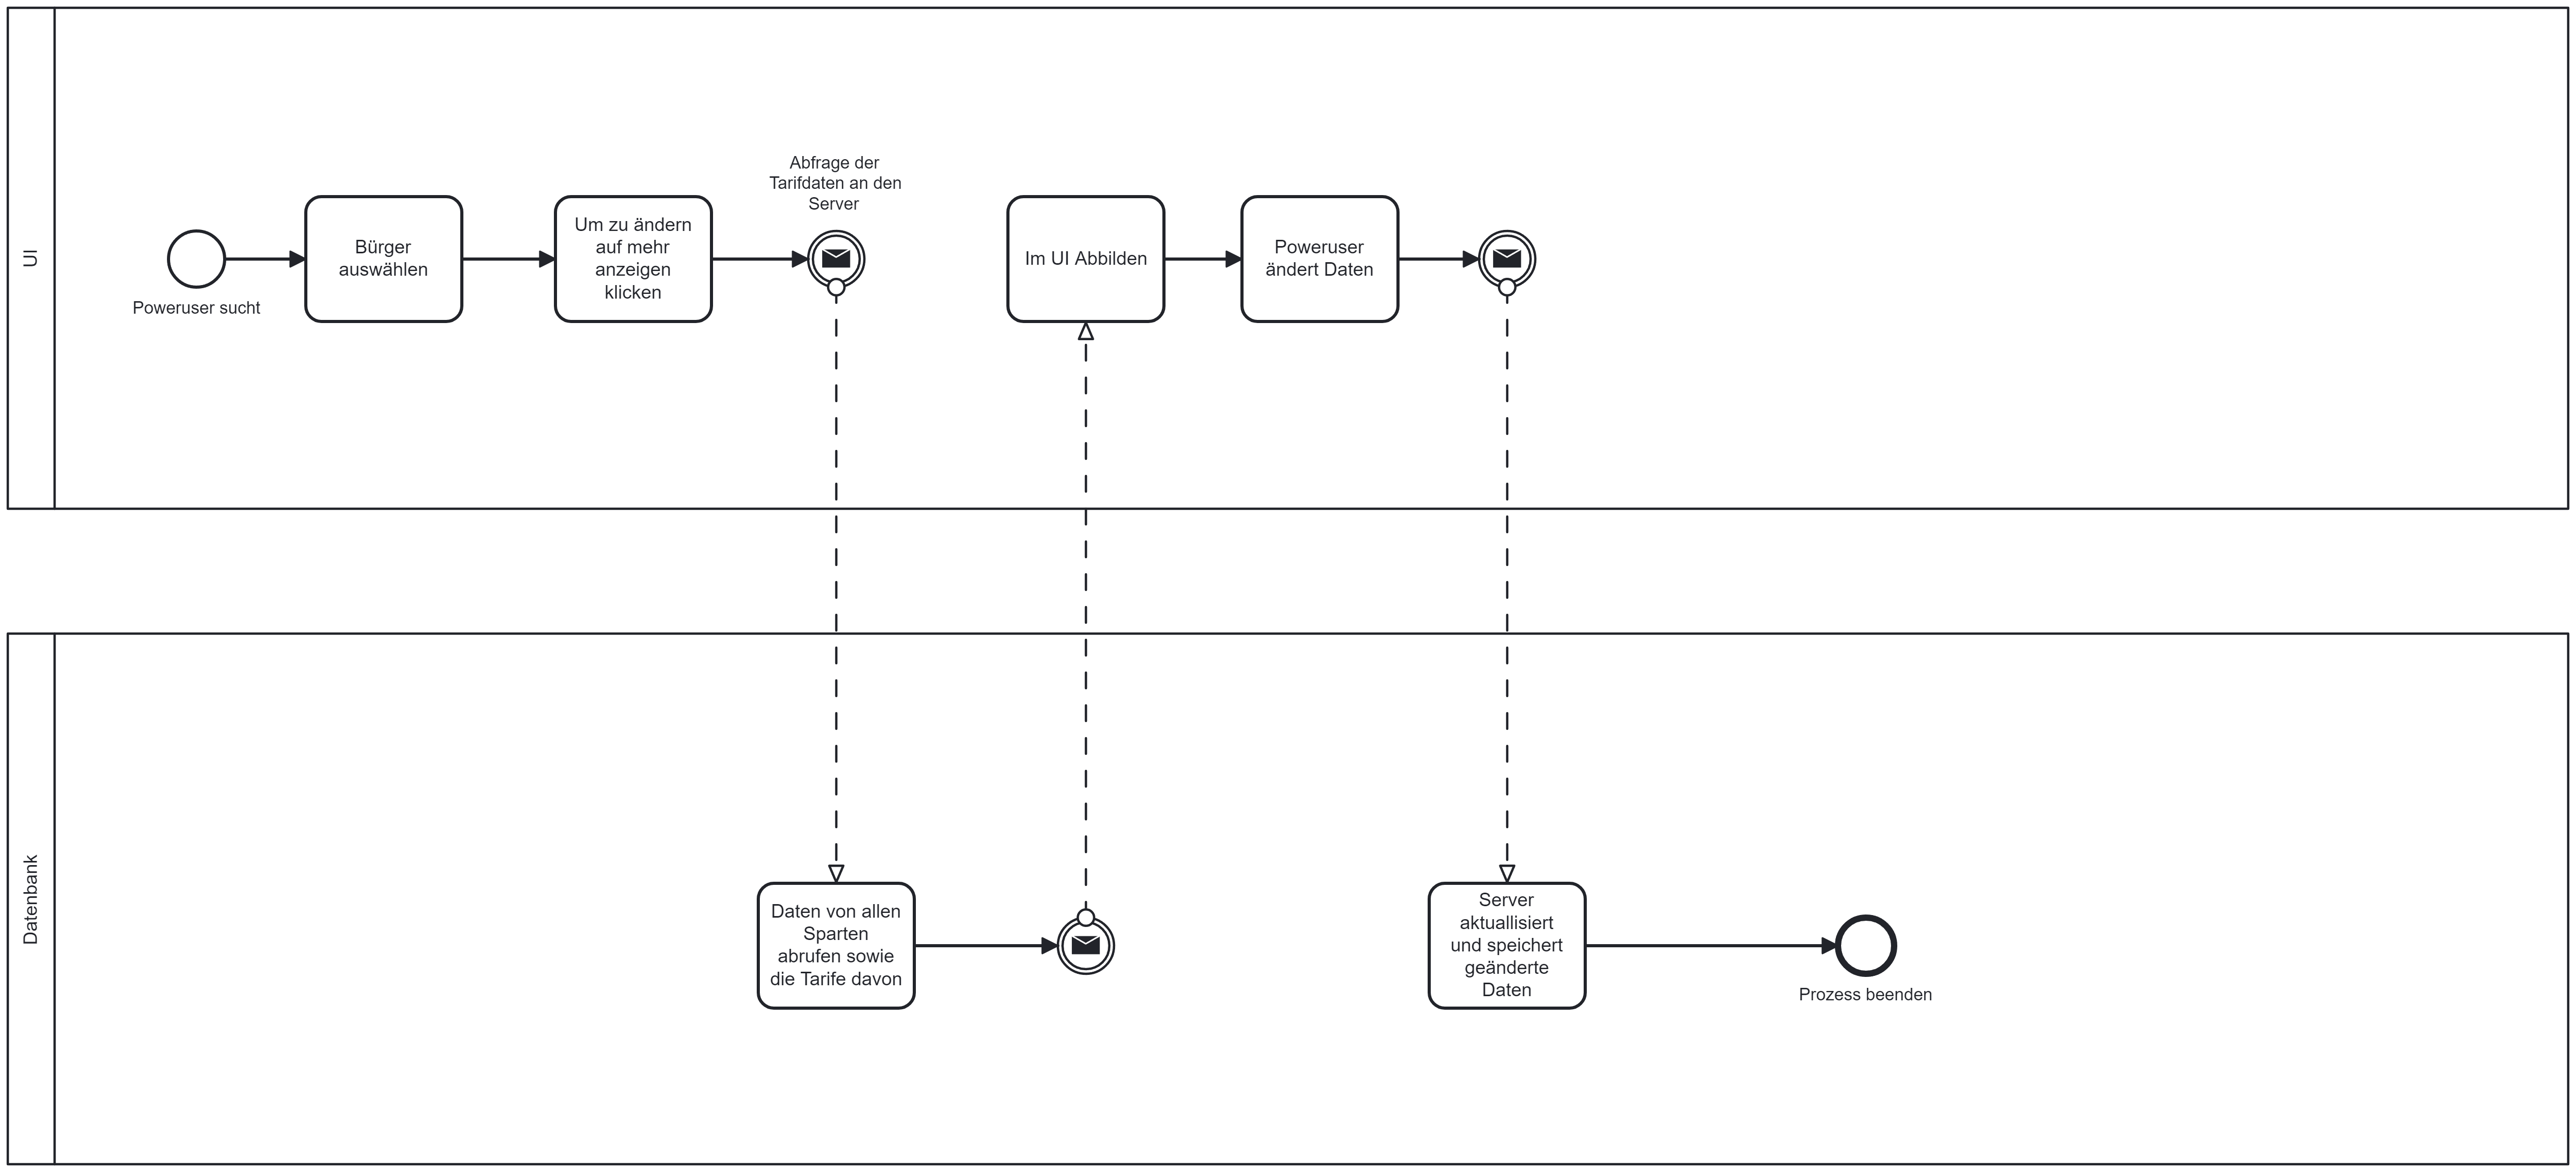 UI
Poweruser sucht
Bürger
auswählen
Um zu ändern
auf mehr
anzeigen
klicken
Abfrage der
Tarifdaten an den
Server
Im UI Abbilden
Poweruser
ändert Daten
Datenbank
Daten von allen
Sparten
abrufen sowie
die Tarife davon
Server
aktuallisiert
und speichert
geänderte
Daten
Prozess beenden